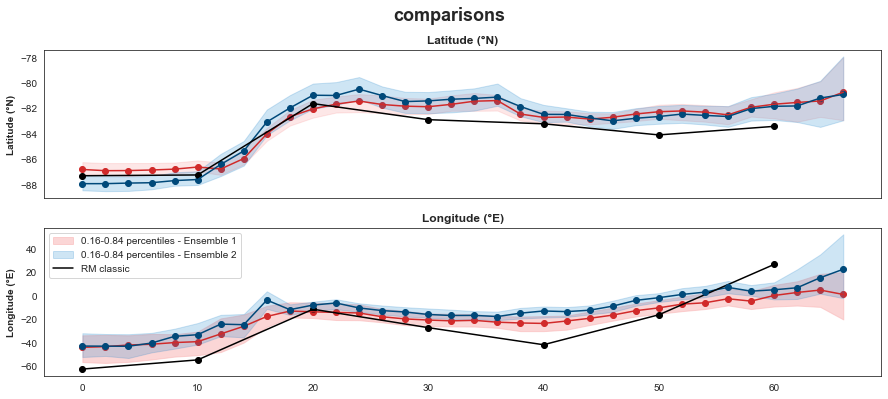 comparisons
Latitude (°N)
Latitude (°N)
−78
−80
−82
−84
−86
−88
Longitude (°E)
Longitude (°E)
40
20
0
−20
−40
−60
0.16-0.84 percentiles - Ensemble 1
0.16-0.84 percentiles - Ensemble 2
RM classic
0 10 20 30 40 50 60